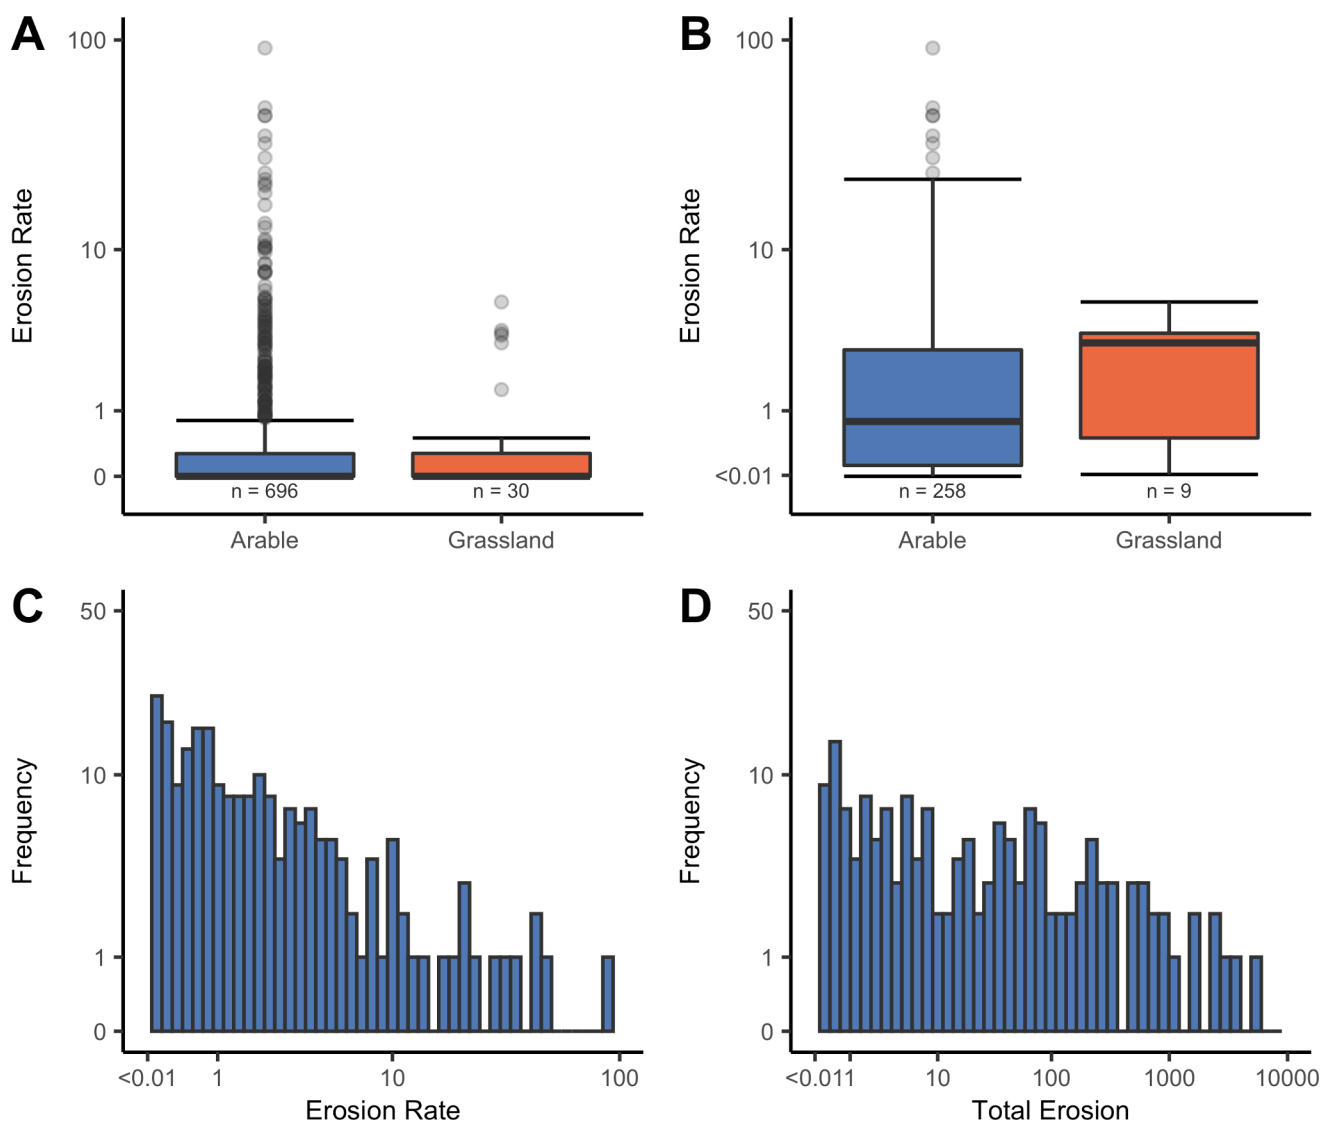 A
100
10
1
0
Erosion Rate
n = 696
n = 30
Arable
Grassland
B
100
10
1
<0.01
Erosion Rate
n = 258
n = 9
Arable
Grassland
C
50
10
1
0
Frequency
<0.01
1
10
100
Erosion Rate
D
50
10
1
0
Frequency
<0.01
1
10
100
1000
10000
Total Erosion